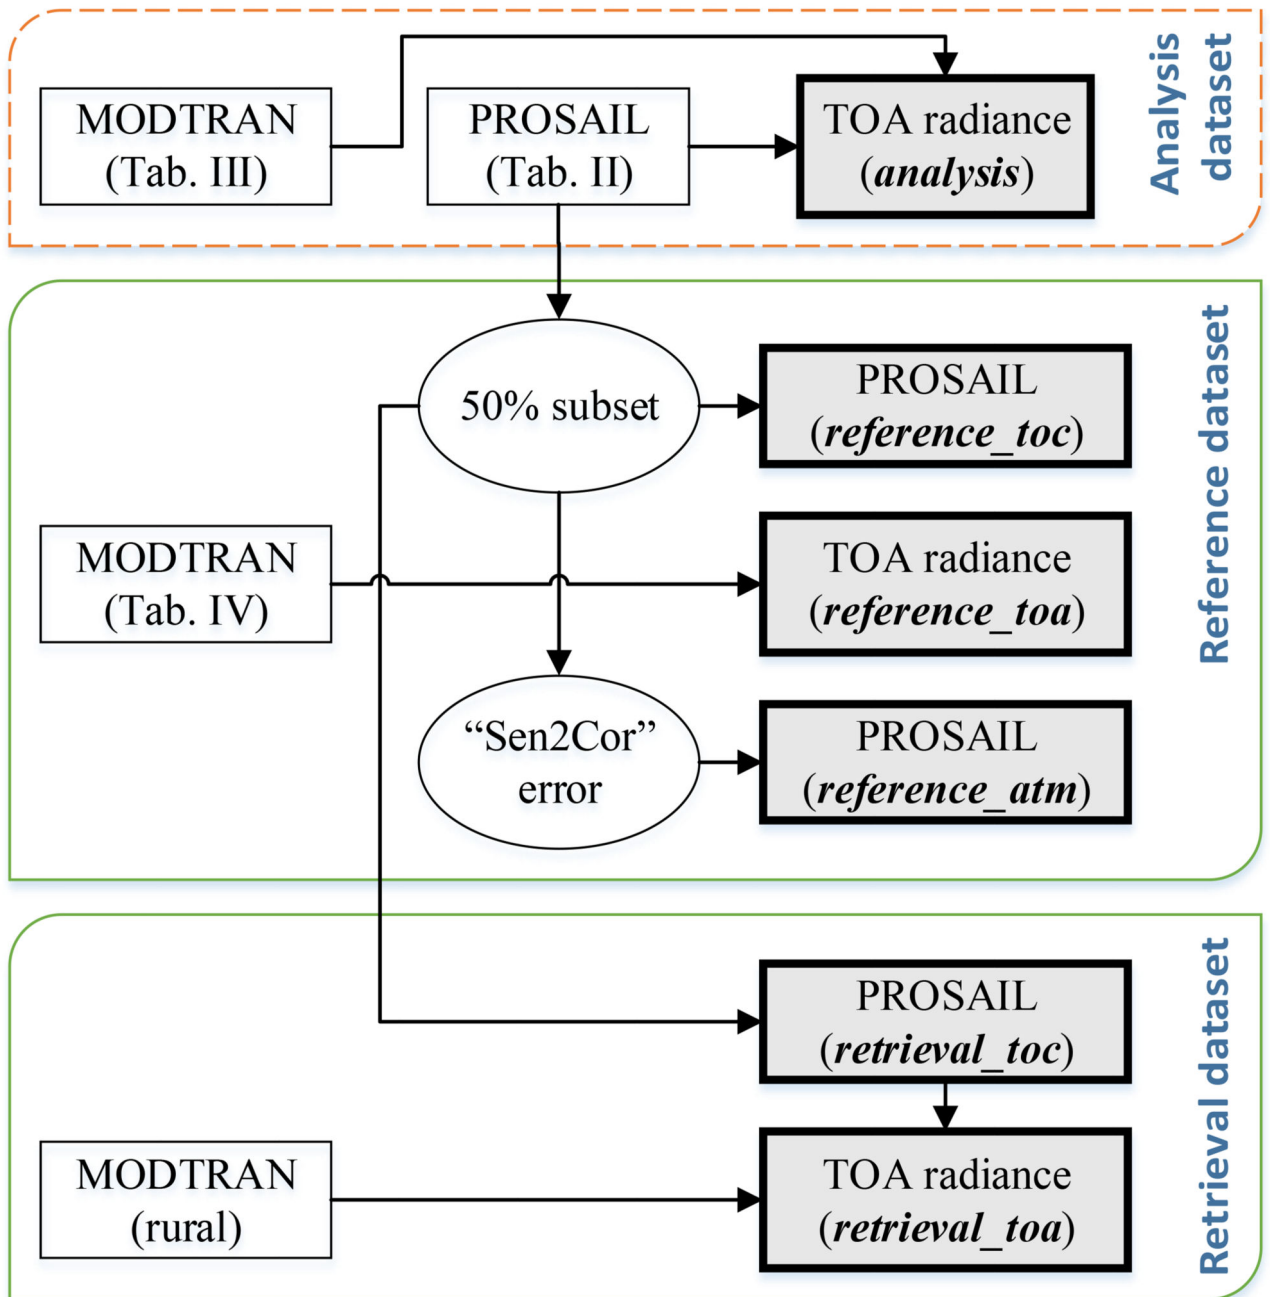 MODTRAN
(Tab. III)
PROSAIL
(Tab. II)
TOA radiance
(analysis)
Analysis
dataset
50% subset
PROSAIL
(reference_toc)
MODTRAN
(Tab. IV)
TOA radiance
(reference_toa)
“Sen2Cor”
error
PROSAIL
(reference_atm)
Reference dataset
PROSAIL
(retrieval_toc)
MODTRAN
(rural)
TOA radiance
(retrieval_toa)
Retrieval dataset